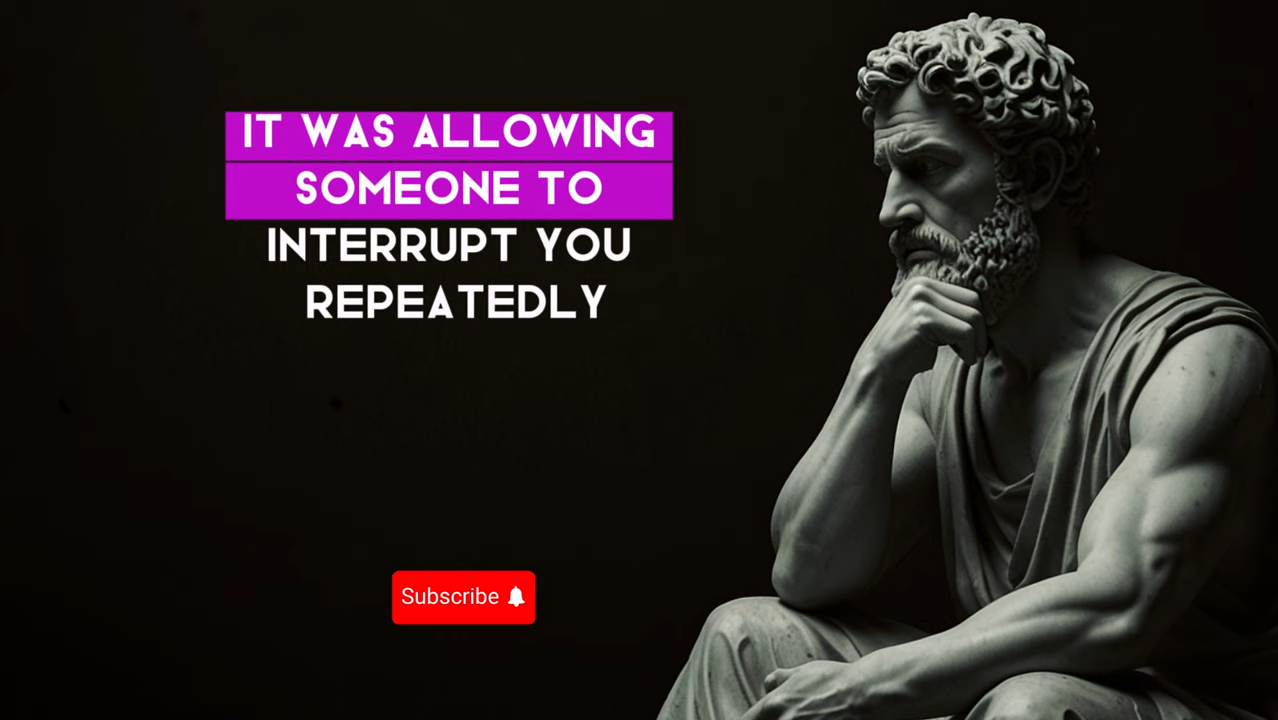 IT WAS ALLOWING
SOMEONE TO
INTERRUPT YOU
REPEATEDLY
Subscribe